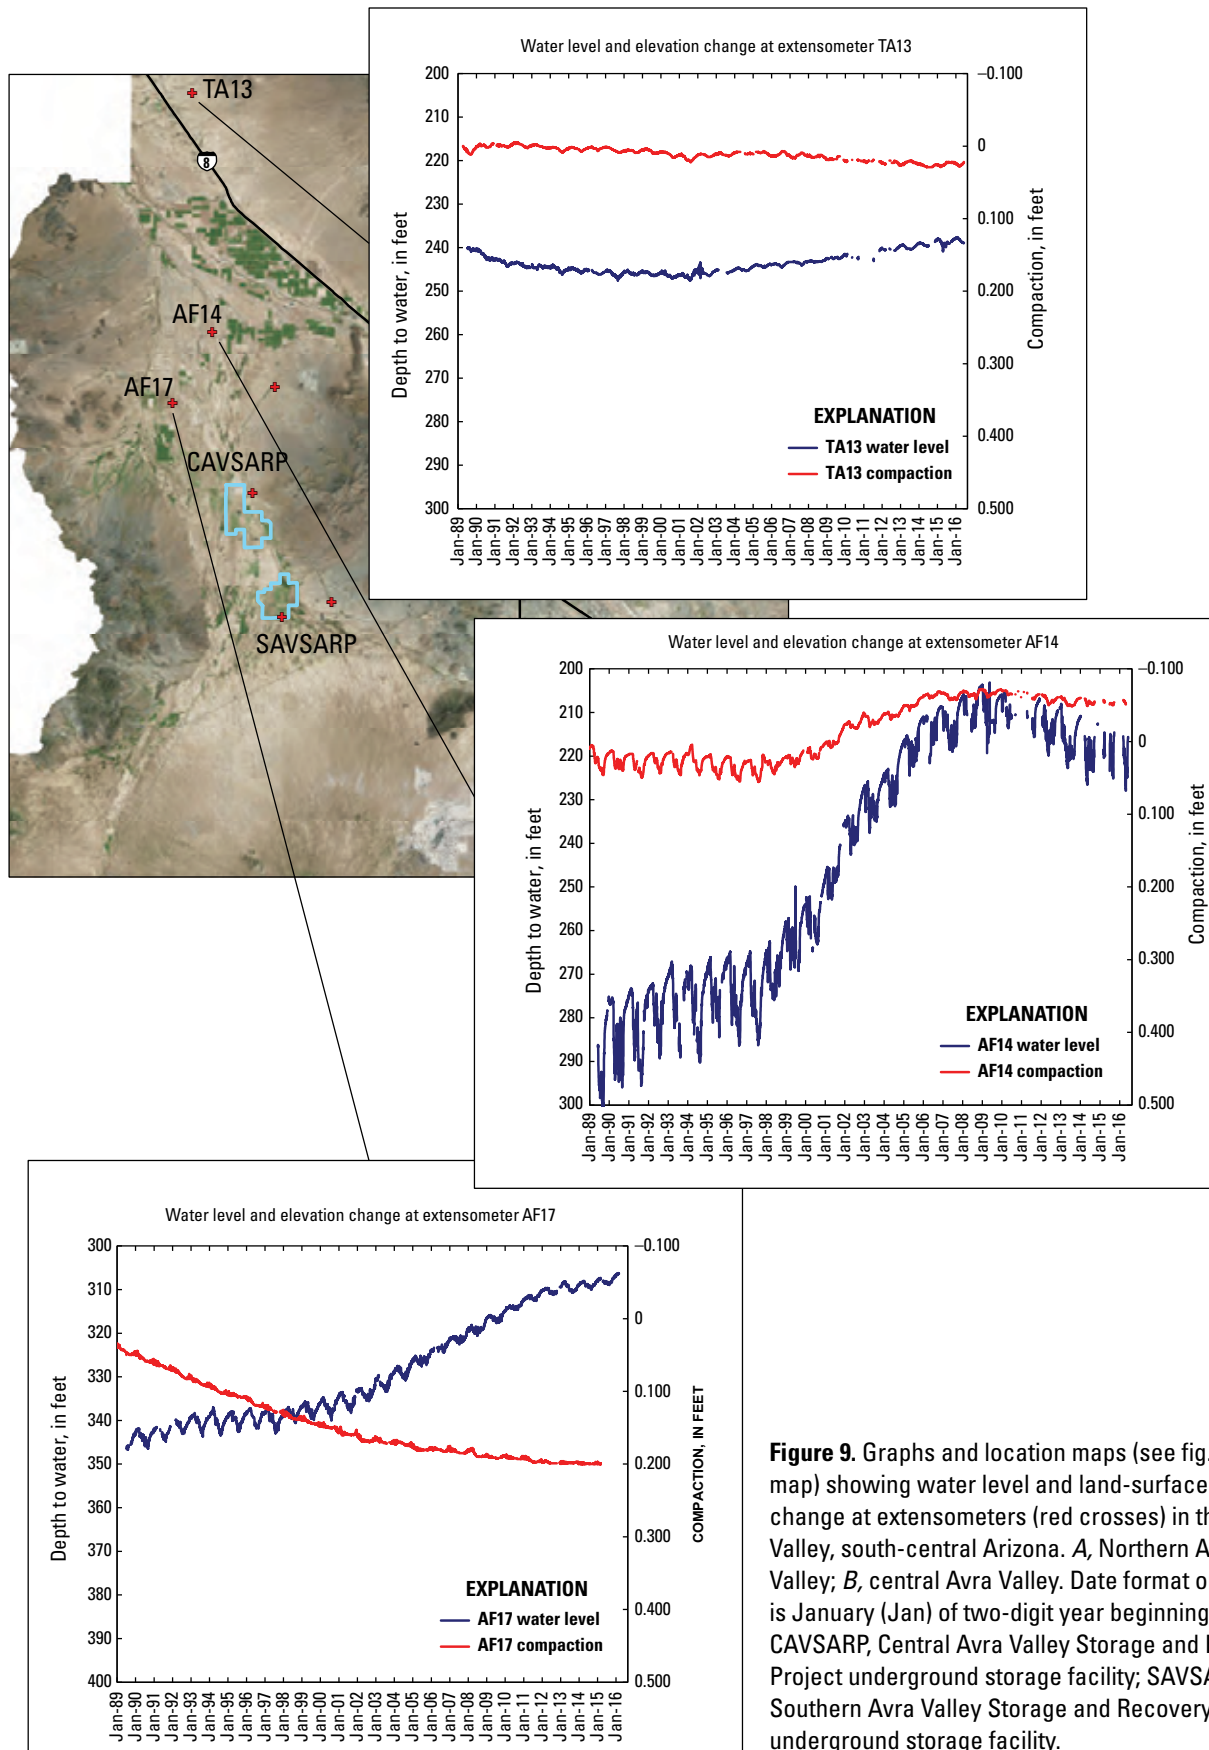 Water level and elevation change at extensometer TA13
200
210
220
230
240
250
260
270
280
290
300
Depth to water, in feet
–0.100
0
0.100
0.200
0.300
0.400
0.500
Compaction, in feet
EXPLANATION
TA13 water level
TA13 compaction
Jan-89
Jan-90
Jan-91
Jan-92
Jan-93
Jan-94
Jan-95
Jan-96
Jan-97
Jan-98
Jan-99
Jan-00
Jan-01
Jan-02
Jan-03
Jan-04
Jan-05
Jan-06
Jan-07
Jan-08
Jan-09
Jan-10
Jan-11
Jan-12
Jan-13
Jan-14
Jan-15
Jan-16
TA13
8
AF14
AF17
CAVSARP
SAVSARP
Water level and elevation change at extensometer AF14
200
210
220
230
240
250
260
270
280
290
300
Depth to water, in feet
–0.100
0
0.100
0.200
0.300
0.400
0.500
Compaction, in feet
EXPLANATION
AF14 water level
AF14 compaction
Jan-89
Jan-90
Jan-91
Jan-92
Jan-93
Jan-94
Jan-95
Jan-96
Jan-97
Jan-98
Jan-99
Jan-00
Jan-01
Jan-02
Jan-03
Jan-04
Jan-05
Jan-06
Jan-07
Jan-08
Jan-09
Jan-10
Jan-11
Jan-12
Jan-13
Jan-14
Jan-15
Jan-16
Water level and elevation change at extensometer AF17
300
310
320
330
340
350
360
370
380
390
400
Depth to water, in feet
–0.100
0
0.100
0.200
0.300
0.400
0.500
COMPACTION, IN FEET
EXPLANATION
AF17 water level
AF17 compaction
Jan-89
Jan-90
Jan-91
Jan-92
Jan-93
Jan-94
Jan-95
Jan-96
Jan-97
Jan-98
Jan-99
Jan-00
Jan-01
Jan-02
Jan-03
Jan-04
Jan-05
Jan-06
Jan-07
Jan-08
Jan-09
Jan-10
Jan-11
Jan-12
Jan-13
Jan-14
Jan-15
Jan-16
Figure 9. Graphs and location maps (see fig.
map) showing water level and land-surface
change at extensometers (red crosses) in th
Valley, south-central Arizona. A, Northern A
Valley; B, central Avra Valley. Date format o
is January (Jan) of two-digit year beginning
CAVSARP, Central Avra Valley Storage and
Project underground storage facility; SAVSA
Southern Avra Valley Storage and Recovery
underground storage facility.